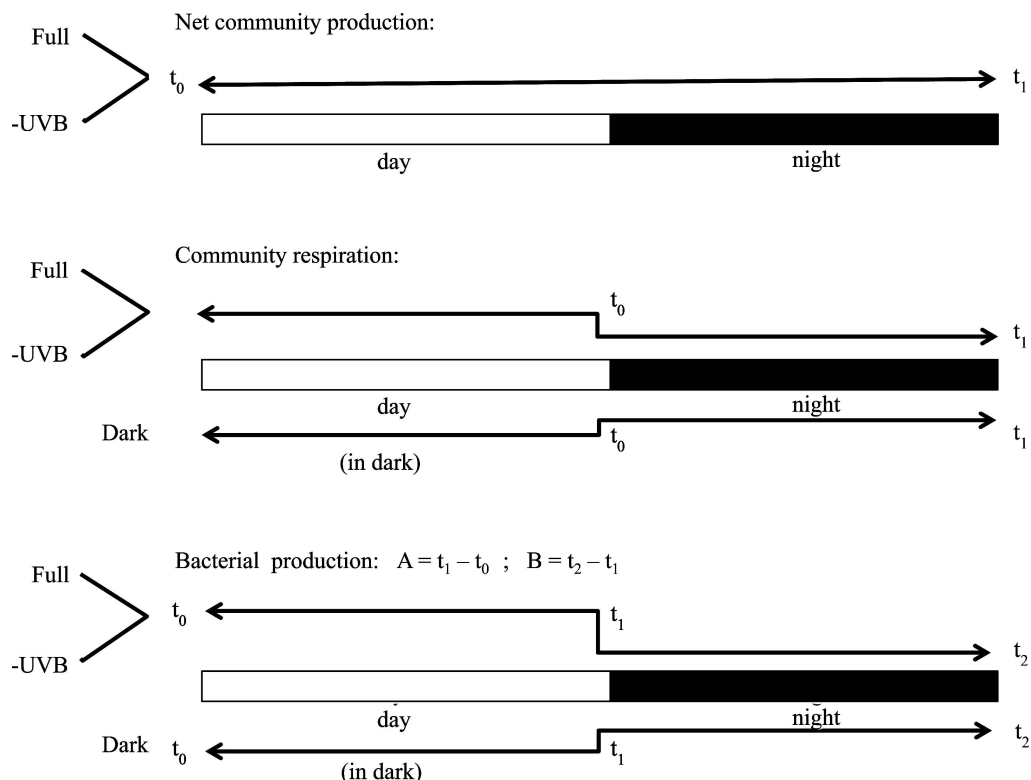 Net community production:
Full
t₀
t₁
-UVB
day
night
Community respiration:
Full
t₀
t₁
-UVB
day
night
Dark
t₀
t₁
(in dark)
Bacterial production: A = t₁ – t₀ ; B = t₂ – t₁
Full
t₀
t₁
t₂
-UVB
day
night
Dark
t₀
t₁
t₂
(in dark)